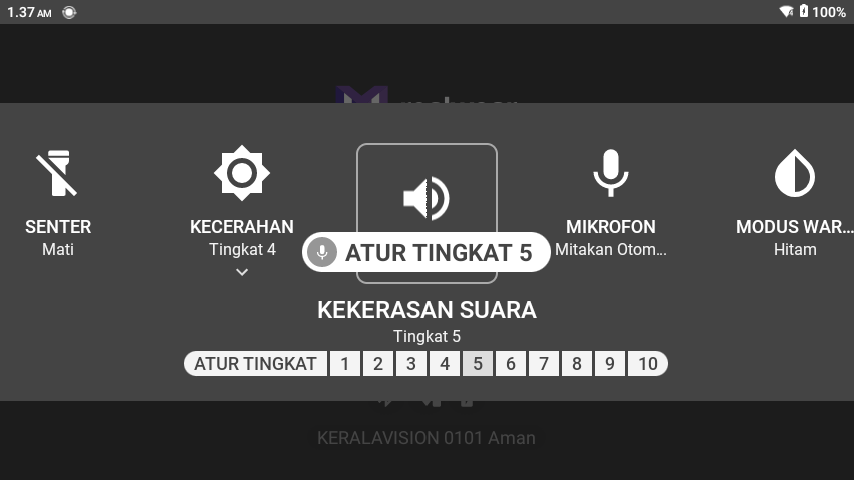 1.37 AM
100%
SENTER
Mati
KECERAHAN
Tingkat 4
MIKROFON
Mitakan Otom...
MODUS WAR...
Hitam
ATUR TINGKAT 5
KEKERASAN SUARA
Tingkat 5
ATUR TINGKAT 1 2 3 4 5 6 7 8 9 10
KERALAVISION 0101 Aman